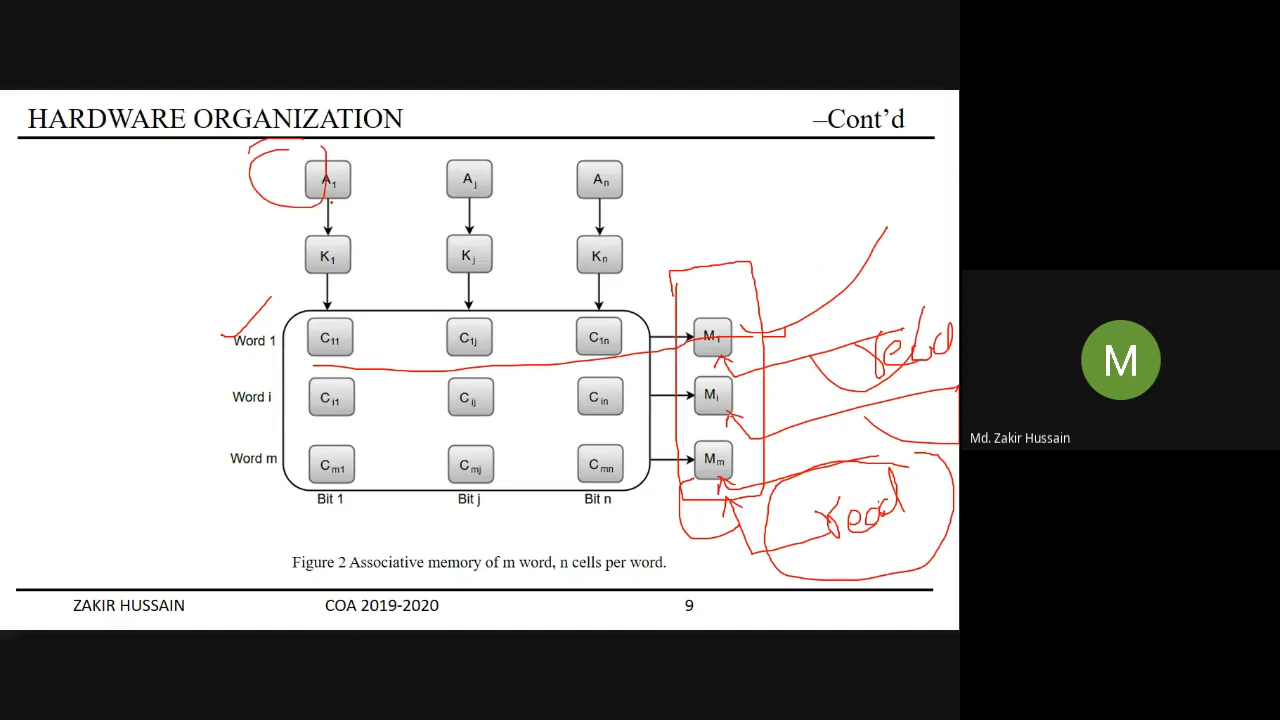 HARDWARE ORGANIZATION –Cont’d
A1 Aj An
K1 Kj Kn
Word 1 C11 C1j C1n M1
read
Word i Ci1 Cij Cin Mi
Word m Cm1 Cmj Cmn Mm
Bit 1 Bit j Bit n
read
Figure 2 Associative memory of m word, n cells per word.
ZAKIR HUSSAIN COA 2019-2020 9
M
Md. Zakir Hussain